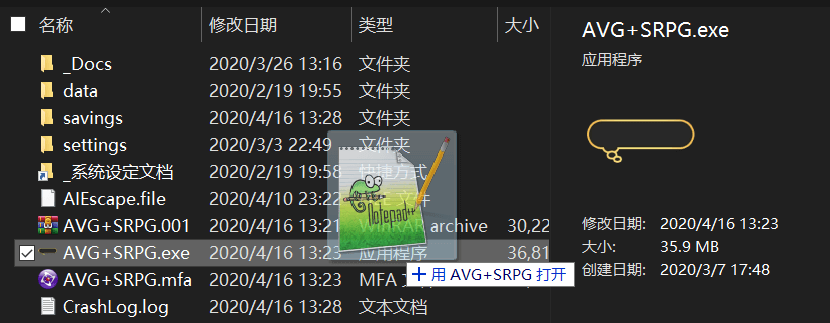 名称 修改日期 类型 大小
_Docs 2020/3/26 13:16 文件夹
data 2020/2/19 19:55 文件夹
savings 2020/4/16 13:28 文件夹
settings 2020/3/3 22:49 文件夹
_系统设定文档 2020/2/19 19:58 快捷方式
AIEscape.file 2020/4/10 23:22 文件
AVG+SRPG.001 2020/4/16 13:21 archive 30,22
AVG+SRPG.exe 2020/4/16 13:23 应用程序 36,81
AVG+SRPG.mfa 2020/4/16 13:23 MFA
CrashLog.log 2020/4/16 13:28 文本文档
Notepad++
+ 用 AVG+SRPG 打开
AVG+SRPG.exe
应用程序
修改日期: 2020/4/16 13:23
大小: 35.9 MB
创建日期: 2020/3/7 17:48